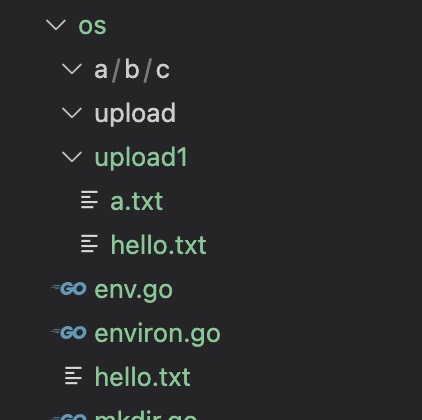 os
a/b/c
upload
upload1
a.txt
hello.txt
GO env.go
GO environ.go
hello.txt
GO mkdir.go